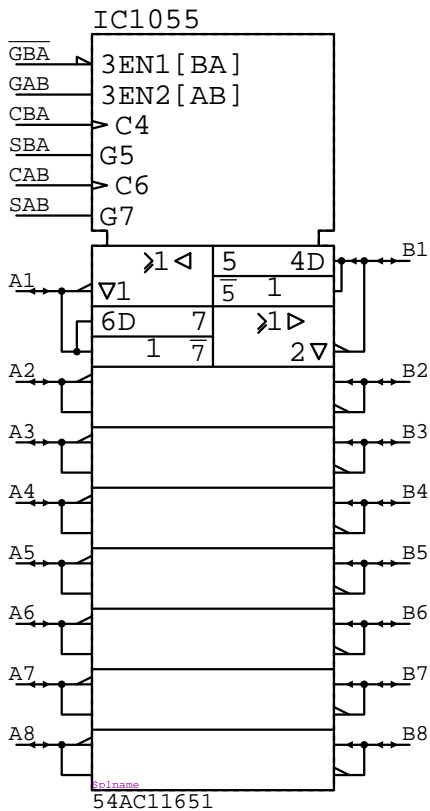 IC1055
GBA
3EN1[BA]
GAB
3EN2[AB]
CBA
C4
SBA
G5
CAB
C6
SAB
G7
≥1 ◁ 5 4D B1
A1 ▽1 5 1
6D 7 ≥1 ▷
1 7 2 ▽
A2 B2
A3 B3
A4 B4
A5 B5
A6 B6
A7 B7
A8 B8
$plname
54AC11651